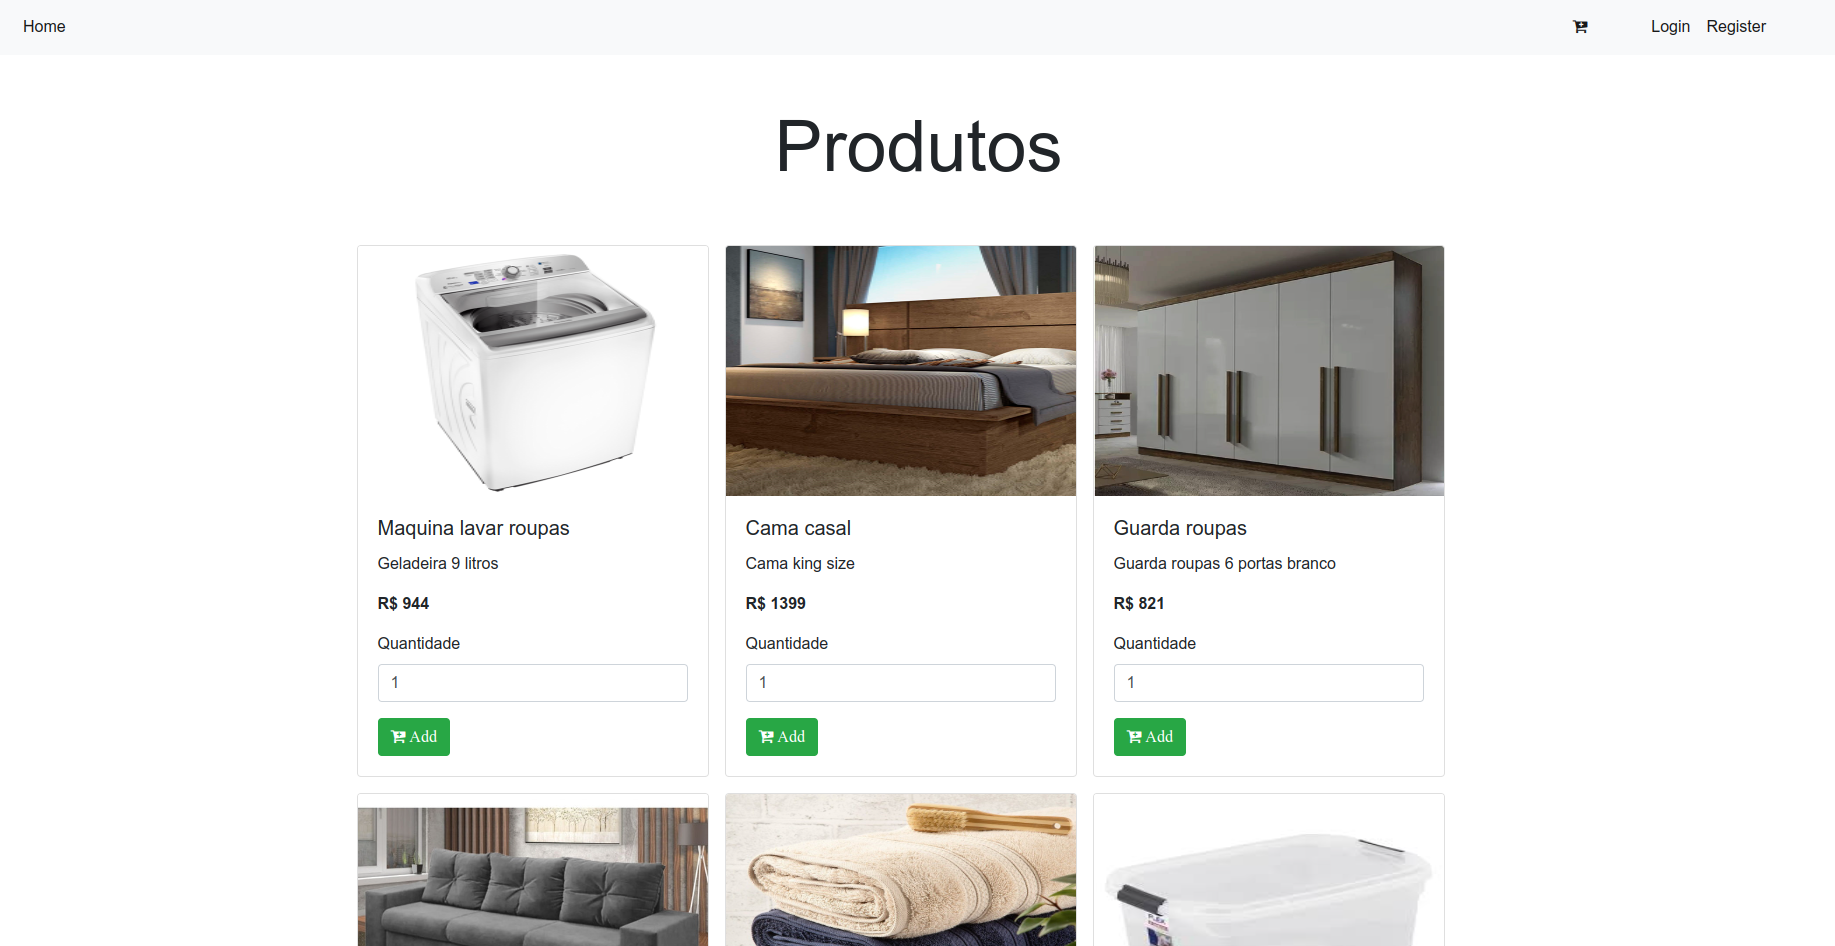 Home
Login Register
Produtos
Maquina lavar roupas
Geladeira 9 litros
R$ 944
Quantidade
1
Add
Cama casal
Cama king size
R$ 1399
Quantidade
1
Add
Guarda roupas
Guarda roupas 6 portas branco
R$ 821
Quantidade
1
Add